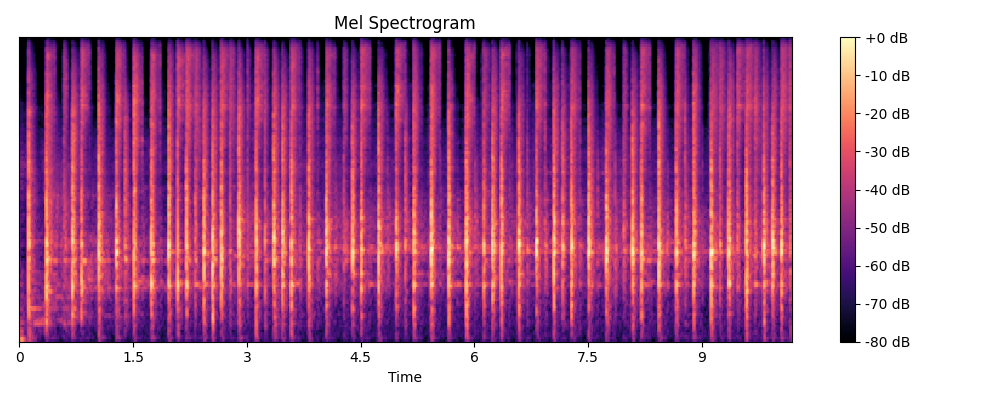 Mel Spectrogram
+0 dB
-10 dB
-20 dB
-30 dB
-40 dB
-50 dB
-60 dB
-70 dB
-80 dB
0 1.5 3 4.5 6 7.5 9
Time